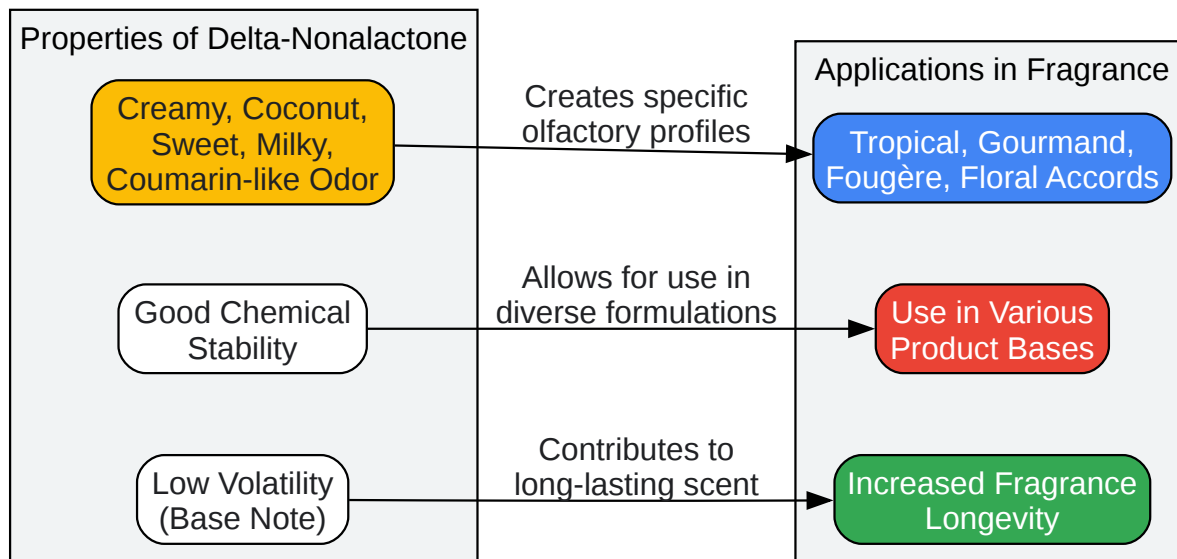 Properties of Delta-Nonalactone
Applications in Fragrance
Creamy, Coconut,
Sweet, Milky,
Coumarin-like Odor
Creates specific
olfactory profiles
Tropical, Gourmand,
Fougère, Floral Accords
Good Chemical
Stability
Allows for use in
diverse formulations
Use in Various
Product Bases
Low Volatility
(Base Note)
Contributes to
long-lasting scent
Increased Fragrance
Longevity